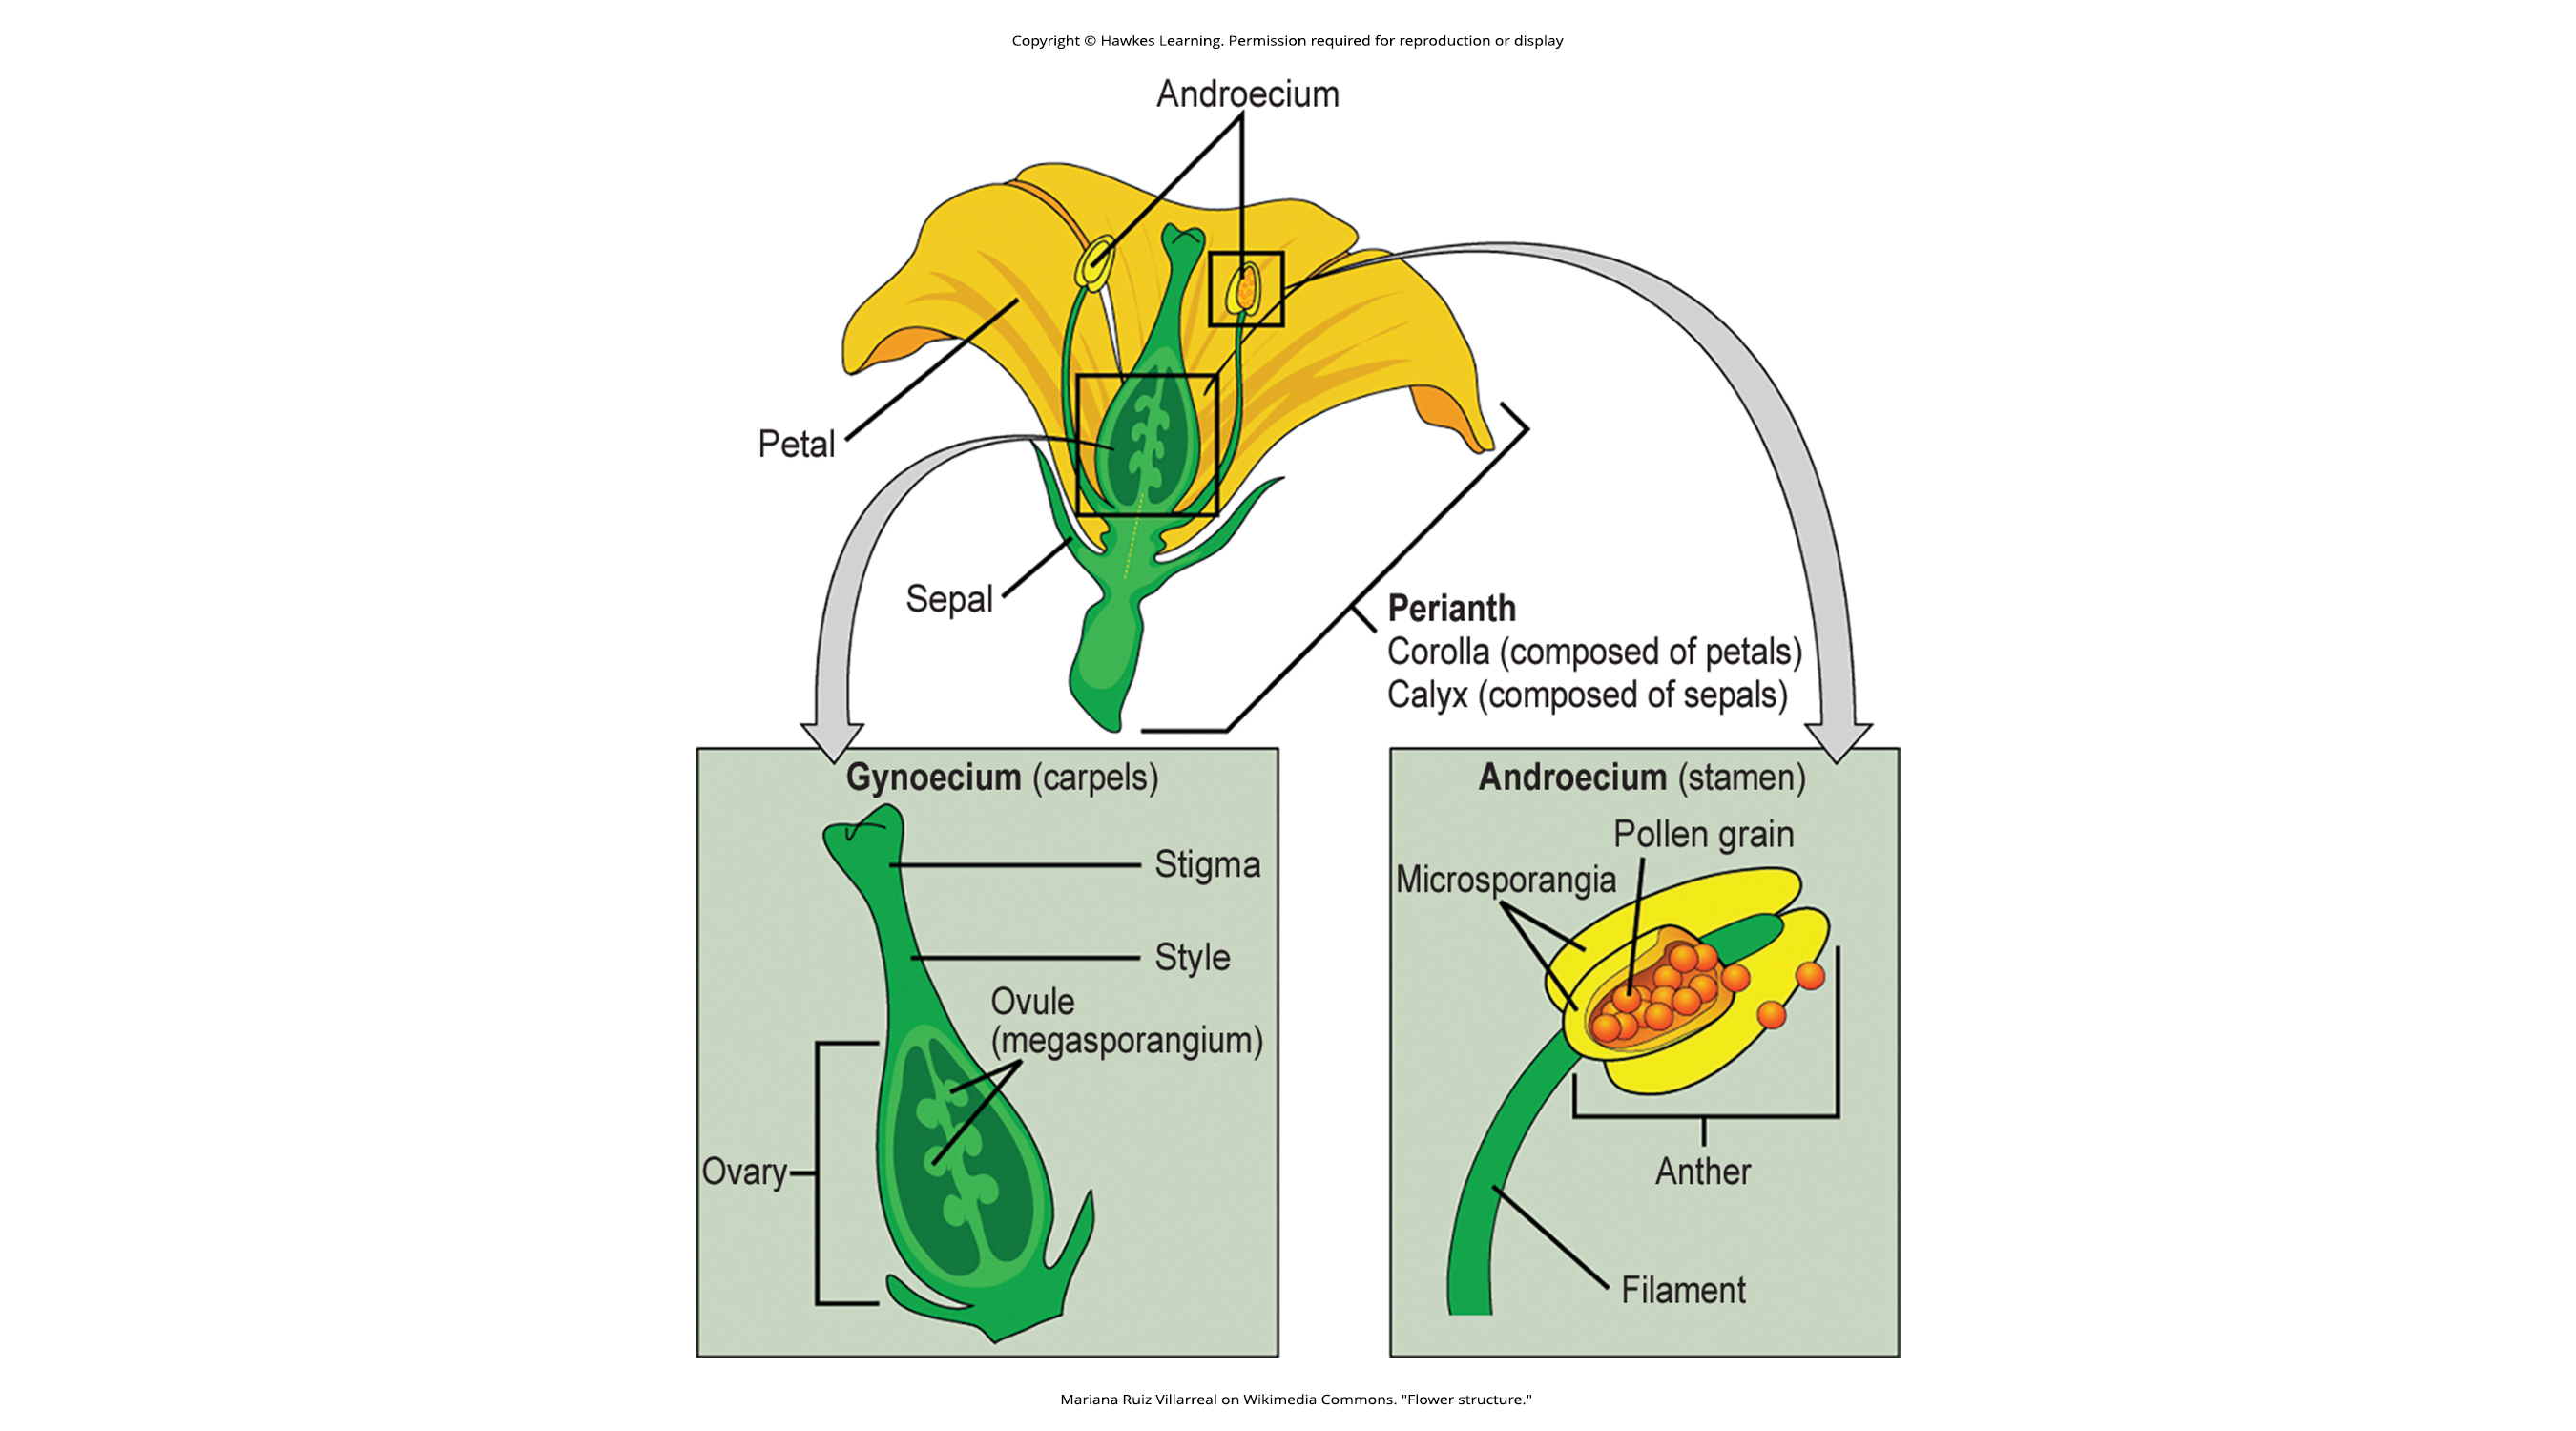 Copyright © Hawkes Learning. Permission required for reproduction or display
Androecium
Petal
Sepal
Perianth
Corolla (composed of petals)
Calyx (composed of sepals)
Gynoecium (carpels)
Stigma
Style
Ovule
(megasporangium)
Ovary
Androecium (stamen)
Pollen grain
Microsporangia
Anther
Filament
Mariana Ruiz Villarreal on Wikimedia Commons. "Flower structure."